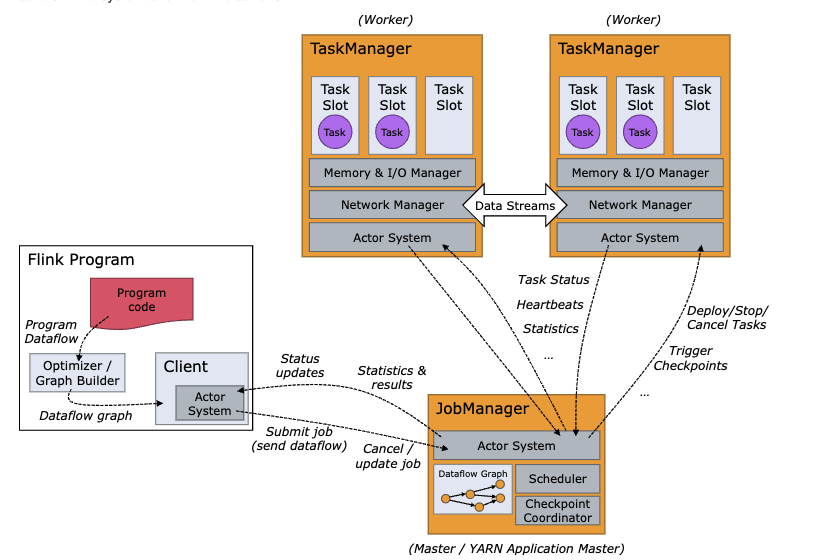 (Worker)
(Worker)
TaskManager
Task
Slot
Task
Task
Slot
Task
Task
Slot
Memory & I/O Manager
Network Manager
Actor System
Data Streams
TaskManager
Task
Slot
Task
Task
Slot
Task
Task
Slot
Memory & I/O Manager
Network Manager
Actor System
Flink Program
Program
code
Program
Dataflow
Optimizer /
Graph Builder
Dataflow graph
Client
Actor
System
Status
updates
Statistics &
results
Submit job
(send dataflow)
Cancel /
update job
Task Status
Heartbeats
Statistics
...
Deploy/Stop/
Cancel Tasks
Trigger
Checkpoints
...
JobManager
Actor System
Dataflow Graph
Scheduler
Checkpoint
Coordinator
(Master / YARN Application Master)